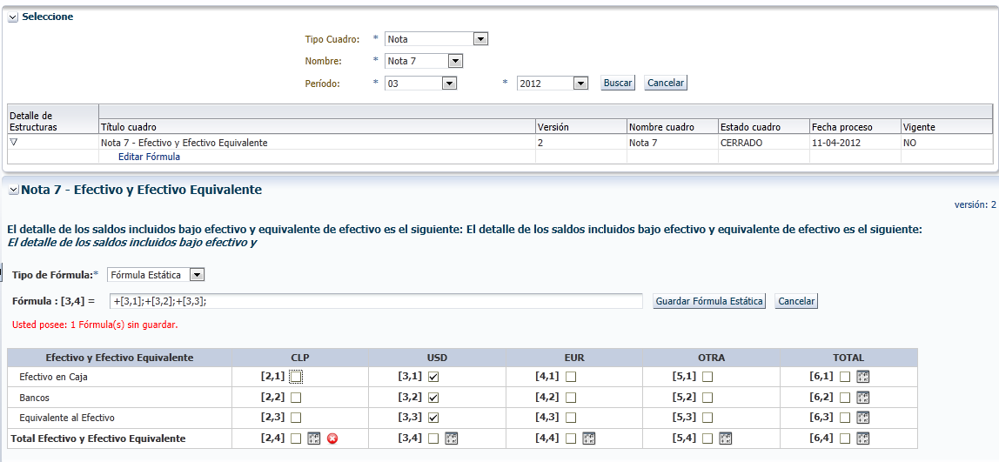 Seleccione
Tipo Cuadro: * Nota
Nombre: * Nota 7
Período: * 03 * 2012 Buscar Cancelar
Detalle de
Estructuras Título cuadro Versión Nombre cuadro Estado cuadro Fecha proceso Vigente
Nota 7 - Efectivo y Efectivo Equivalente 2 Nota 7 CERRADO 11-04-2012 NO
Editar Fórmula
Nota 7 - Efectivo y Efectivo Equivalente
versión: 2
El detalle de los saldos incluidos bajo efectivo y equivalente de efectivo es el siguiente: El detalle de los saldos incluidos bajo efectivo y equivalente de efectivo es el siguiente:
El detalle de los saldos incluidos bajo efectivo y
Tipo de Fórmula:* Fórmula Estática
Fórmula : [3,4] = +[3,1];+[3,2];+[3,3]; Guardar Fórmula Estática Cancelar
Usted posee: 1 Fórmula(s) sin guardar.
Efectivo y Efectivo Equivalente CLP USD EUR OTRA TOTAL
Efectivo en Caja [2,1] [3,1] [4,1] [5,1] [6,1]
Bancos [2,2] [3,2] [4,2] [5,2] [6,2]
Equivalente al Efectivo [2,3] [3,3] [4,3] [5,3] [6,3]
Total Efectivo y Efectivo Equivalente [2,4] [3,4] [4,4] [5,4] [6,4]